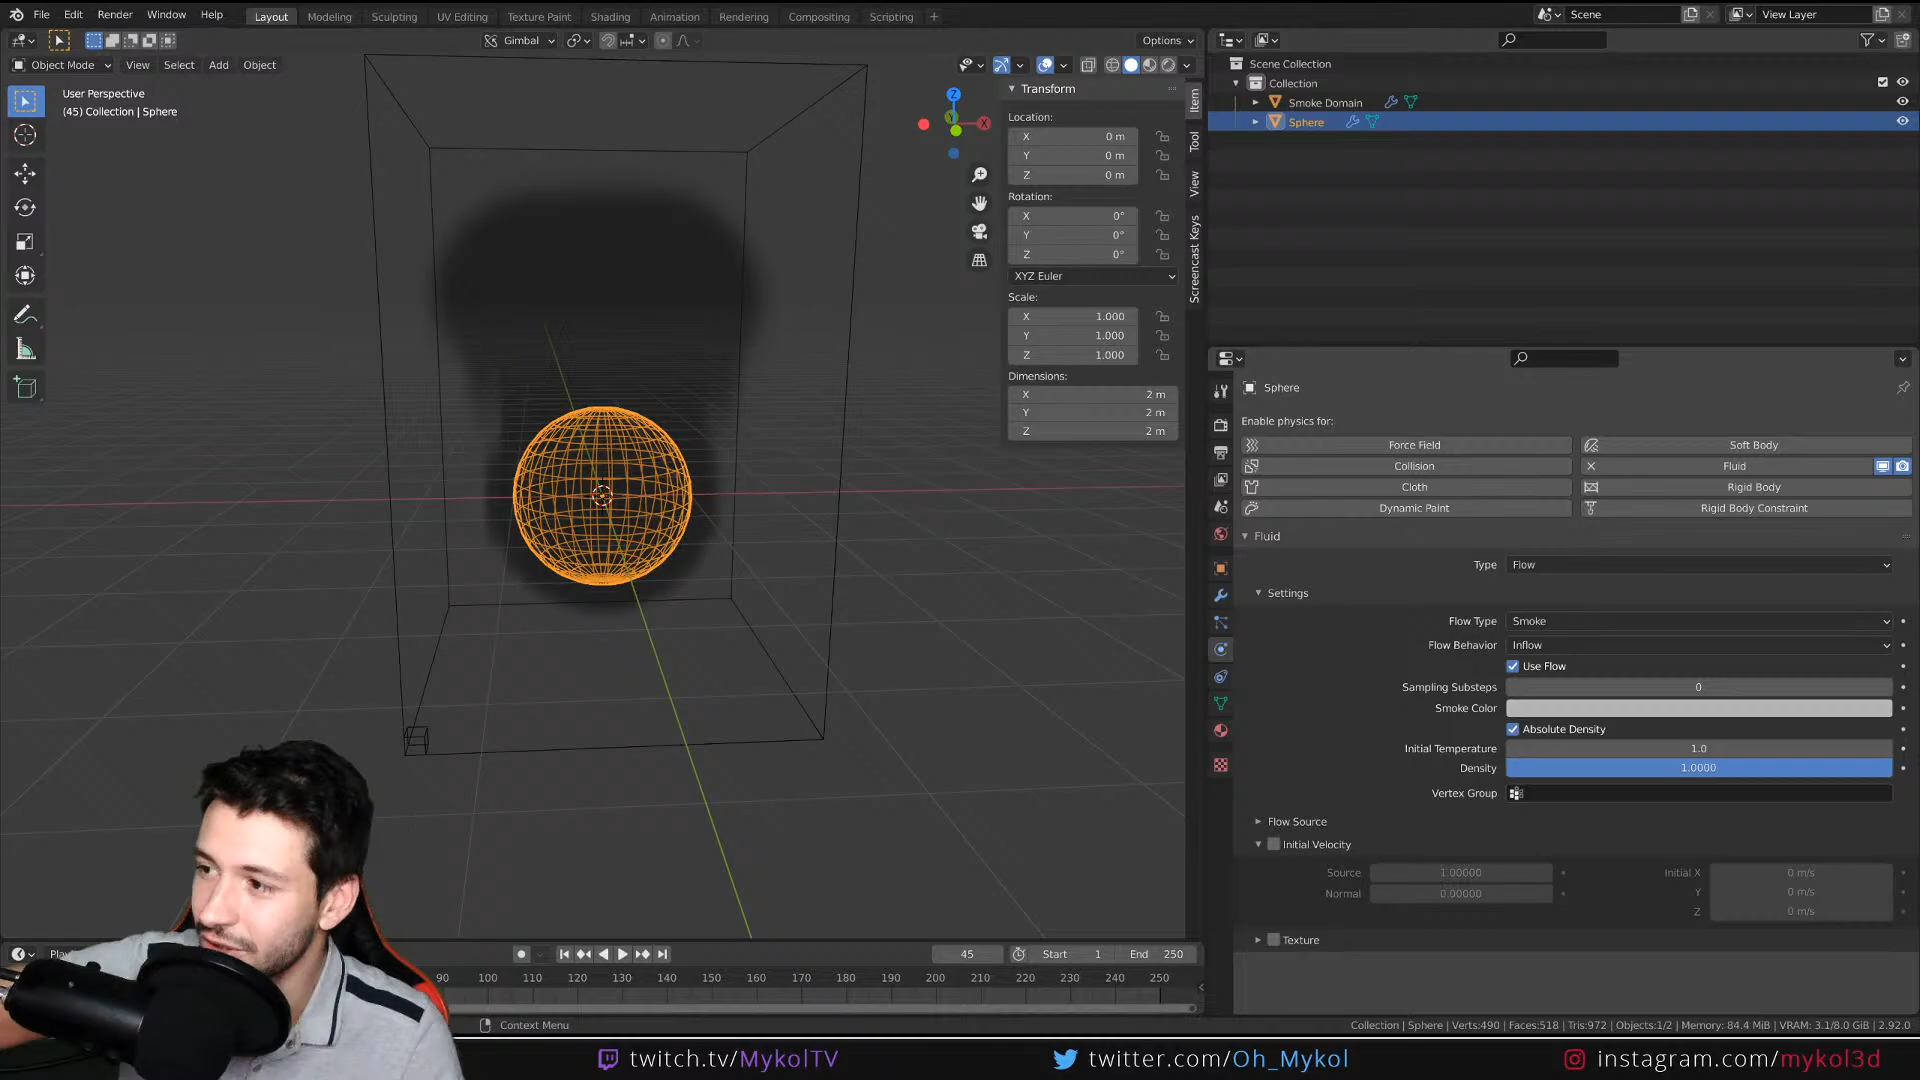 File Edit Render Window Help Layout Modeling Sculpting UV Editing Texture Paint Shading Animation Rendering Compositing Scripting + Scene View Layer
Gimbal Options
Object Mode View Select Add Object
User Perspective
(45) Collection | Sphere
Z
X
Y
Transform
Location:
X 0 m
Y 0 m
Z 0 m
Rotation:
X 0°
Y 0°
Z 0°
XYZ Euler
Scale:
X 1.000
Y 1.000
Z 1.000
Dimensions:
X 2 m
Y 2 m
Z 2 m
Item
Tool
View
Screencast Keys
Scene Collection
Collection
Smoke Domain
Sphere
Sphere
Enable physics for:
Force Field Soft Body
Collision Fluid
Cloth Rigid Body
Dynamic Paint Rigid Body Constraint
Fluid
Type Flow
Settings
Flow Type Smoke
Flow Behavior Inflow
Use Flow
Sampling Substeps 0
Smoke Color
Absolute Density
Initial Temperature 1.0
Density 1.0000
Vertex Group
Flow Source
Initial Velocity
Source 1.00000 Initial X 0 m/s
Normal 0.00000 Y 0 m/s
Z 0 m/s
Texture
Play 45 Start 1 End 250
90 100 110 120 130 140 150 160 170 180 190 200 210 220 230 240 250
Context Menu
Collection | Sphere | Verts:490 | Faces:518 | Tris:972 | Objects:1/2 | Memory: 84.4 MiB | VRAM: 3.1/8.0 GiB | 2.92.0
twitch.tv/MykolTV twitter.com/Oh_Mykol instagram.com/mykol3d